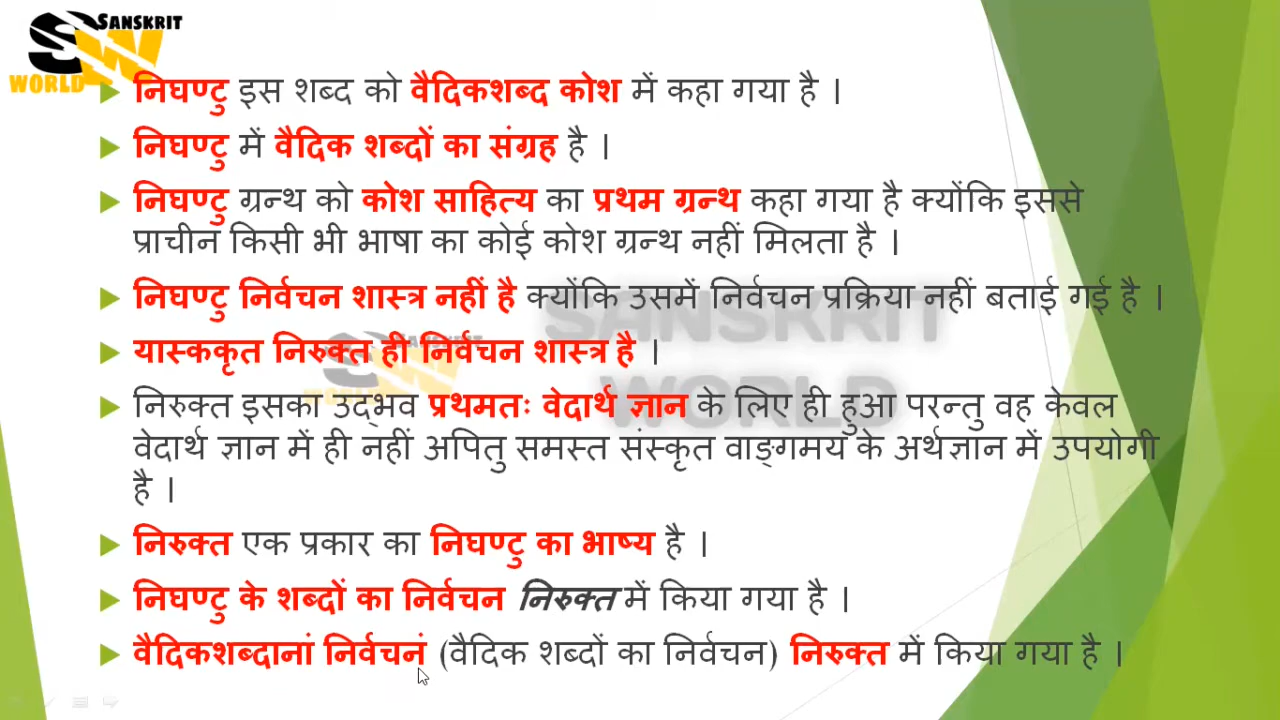 SANSKRIT
SW
WORLD
निघण्टु इस शब्द को वैदिकशब्द कोश में कहा गया है ।
निघण्टु में वैदिक शब्दों का संग्रह है ।
निघण्टु ग्रन्थ को कोश साहित्य का प्रथम ग्रन्थ कहा गया है क्योंकि इससे
प्राचीन किसी भी भाषा का कोई कोश ग्रन्थ नहीं मिलता है ।
निघण्टु निर्वचन शास्त्र नहीं है क्योंकि उसमें निर्वचन प्रक्रिया नहीं बताई गई है ।
यास्ककृत निरुक्त ही निर्वचन शास्त्र है ।
निरुक्त इसका उद्भव प्रथमतः वेदार्थ ज्ञान के लिए ही हुआ परन्तु वह केवल
वेदार्थ ज्ञान में ही नहीं अपितु समस्त संस्कृत वाङ्गमय के अर्थज्ञान में उपयोगी
है ।
निरुक्त एक प्रकार का निघण्टु का भाष्य है ।
निघण्टु के शब्दों का निर्वचन निरुक्त में किया गया है ।
वैदिकशब्दानां निर्वचनं (वैदिक शब्दों का निर्वचन) निरुक्त में किया गया है ।
SANSKRIT
WORLD